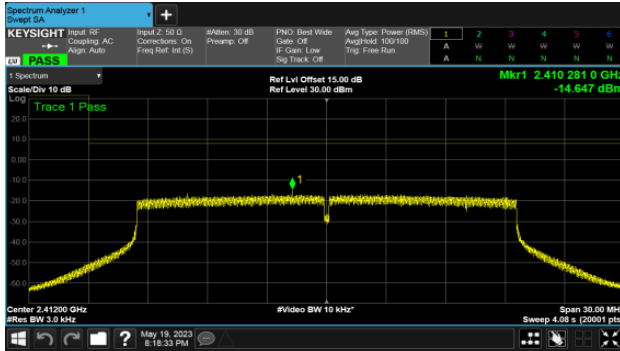 Spectrum Analyzer 1
Swept SA
+
KEYSIGHT
Input: RF
Coupling: AC
Align: Auto
Input Z: 50 Ω
Corrections: On
Freq Ref: Int (S)
#Atten: 30 dB
Preamp: Off
PNO: Best Wide
Gate: Off
IF Gain: Low
Sig Track: Off
Avg Type: Power (RMS)
Avg|Hold: 100/100
Trig: Free Run
1 2 3 4 5 6
A W W W W W
A N N N N N
LXI PASS
1 Spectrum
Scale/Div 10 dB
Ref Lvl Offset 15.00 dB
Ref Level 30.00 dBm
Mkr1 2.410 281 0 GHz
-14.647 dBm
Log
Trace 1 Pass
20.0
10.0
0.00
-10.0
1
-20.0
-30.0
-40.0
-50.0
-60.0
Center 2.41200 GHz
#Res BW 3.0 kHz
#Video BW 10 kHz*
Span 30.00 MH
Sweep 4.08 s (20001 pts
?
May 19, 2023
8:18:33 PM